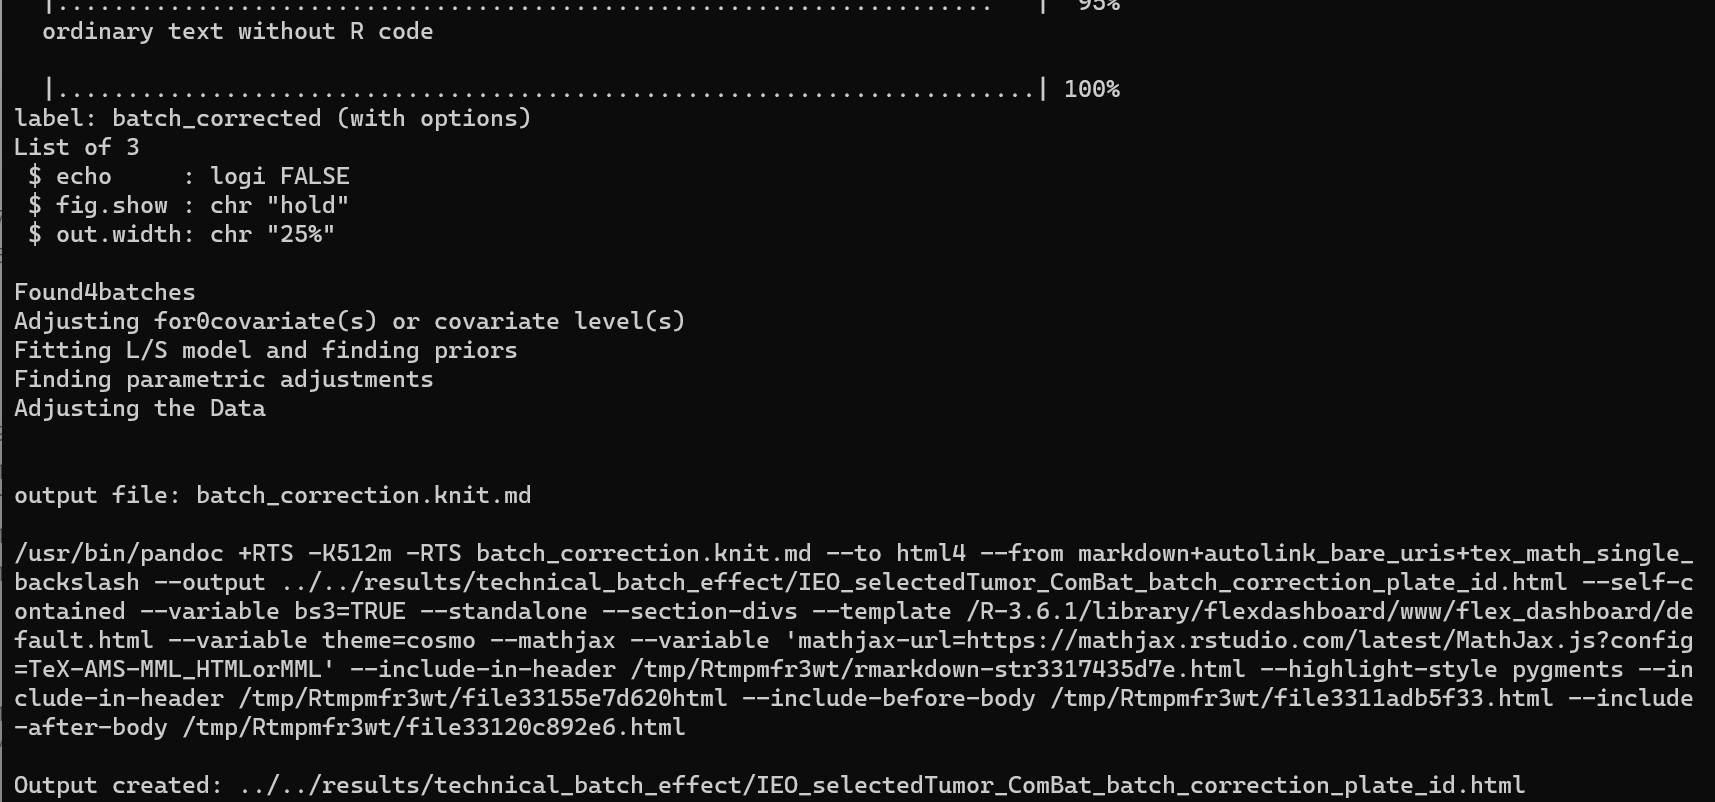 |....................................................................   |  95%
  ordinary text without R code
  |......................................................................| 100%
label: batch_corrected (with options)
List of 3
 $ echo     : logi FALSE
 $ fig.show : chr "hold"
 $ out.width: chr "25%"
Found4batches
Adjusting for0covariate(s) or covariate level(s)
Fitting L/S model and finding priors
Finding parametric adjustments
Adjusting the Data
output file: batch_correction.knit.md
/usr/bin/pandoc +RTS -K512m -RTS batch_correction.knit.md --to html4 --from markdown+autolink_bare_uris+tex_math_single_
backslash --output ../../results/technical_batch_effect/IEO_selectedTumor_ComBat_batch_correction_plate_id.html --self-c
ontained --variable bs3=TRUE --standalone --section-divs --template /R-3.6.1/library/flexdashboard/www/flex_dashboard/de
fault.html --variable theme=cosmo --mathjax --variable 'mathjax-url=https://mathjax.rstudio.com/latest/MathJax.js?config
=TeX-AMS-MML_HTMLorMML' --include-in-header /tmp/Rtmpmfr3wt/rmarkdown-str3317435d7e.html --highlight-style pygments --in
clude-in-header /tmp/Rtmpmfr3wt/file33155e7d620html --include-before-body /tmp/Rtmpmfr3wt/file3311adb5f33.html --include
-after-body /tmp/Rtmpmfr3wt/file33120c892e6.html
Output created: ../../results/technical_batch_effect/IEO_selectedTumor_ComBat_batch_correction_plate_id.html